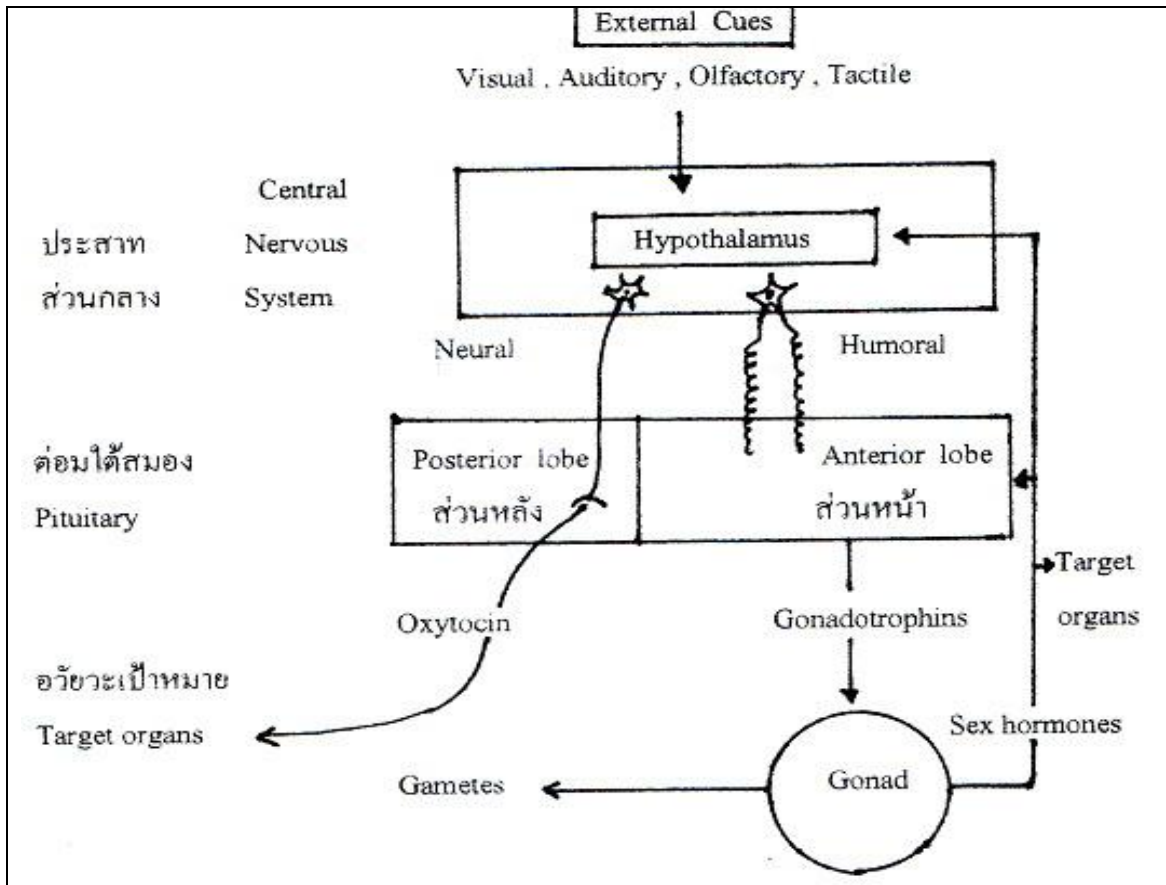 External Cues
Visual , Auditory , Olfactory , Tactile
Central
ประสาท Nervous
ส่วนกลาง System
Hypothalamus
Neural
Humoral
ต่อมใต้สมอง
Pituitary
Posterior lobe
ส่วนหลัง
Anterior lobe
ส่วนหน้า
Oxytocin
Gonadotrophins
Target
organs
อวัยวะเป้าหมาย
Target organs
Sex hormones
Gametes
Gonad